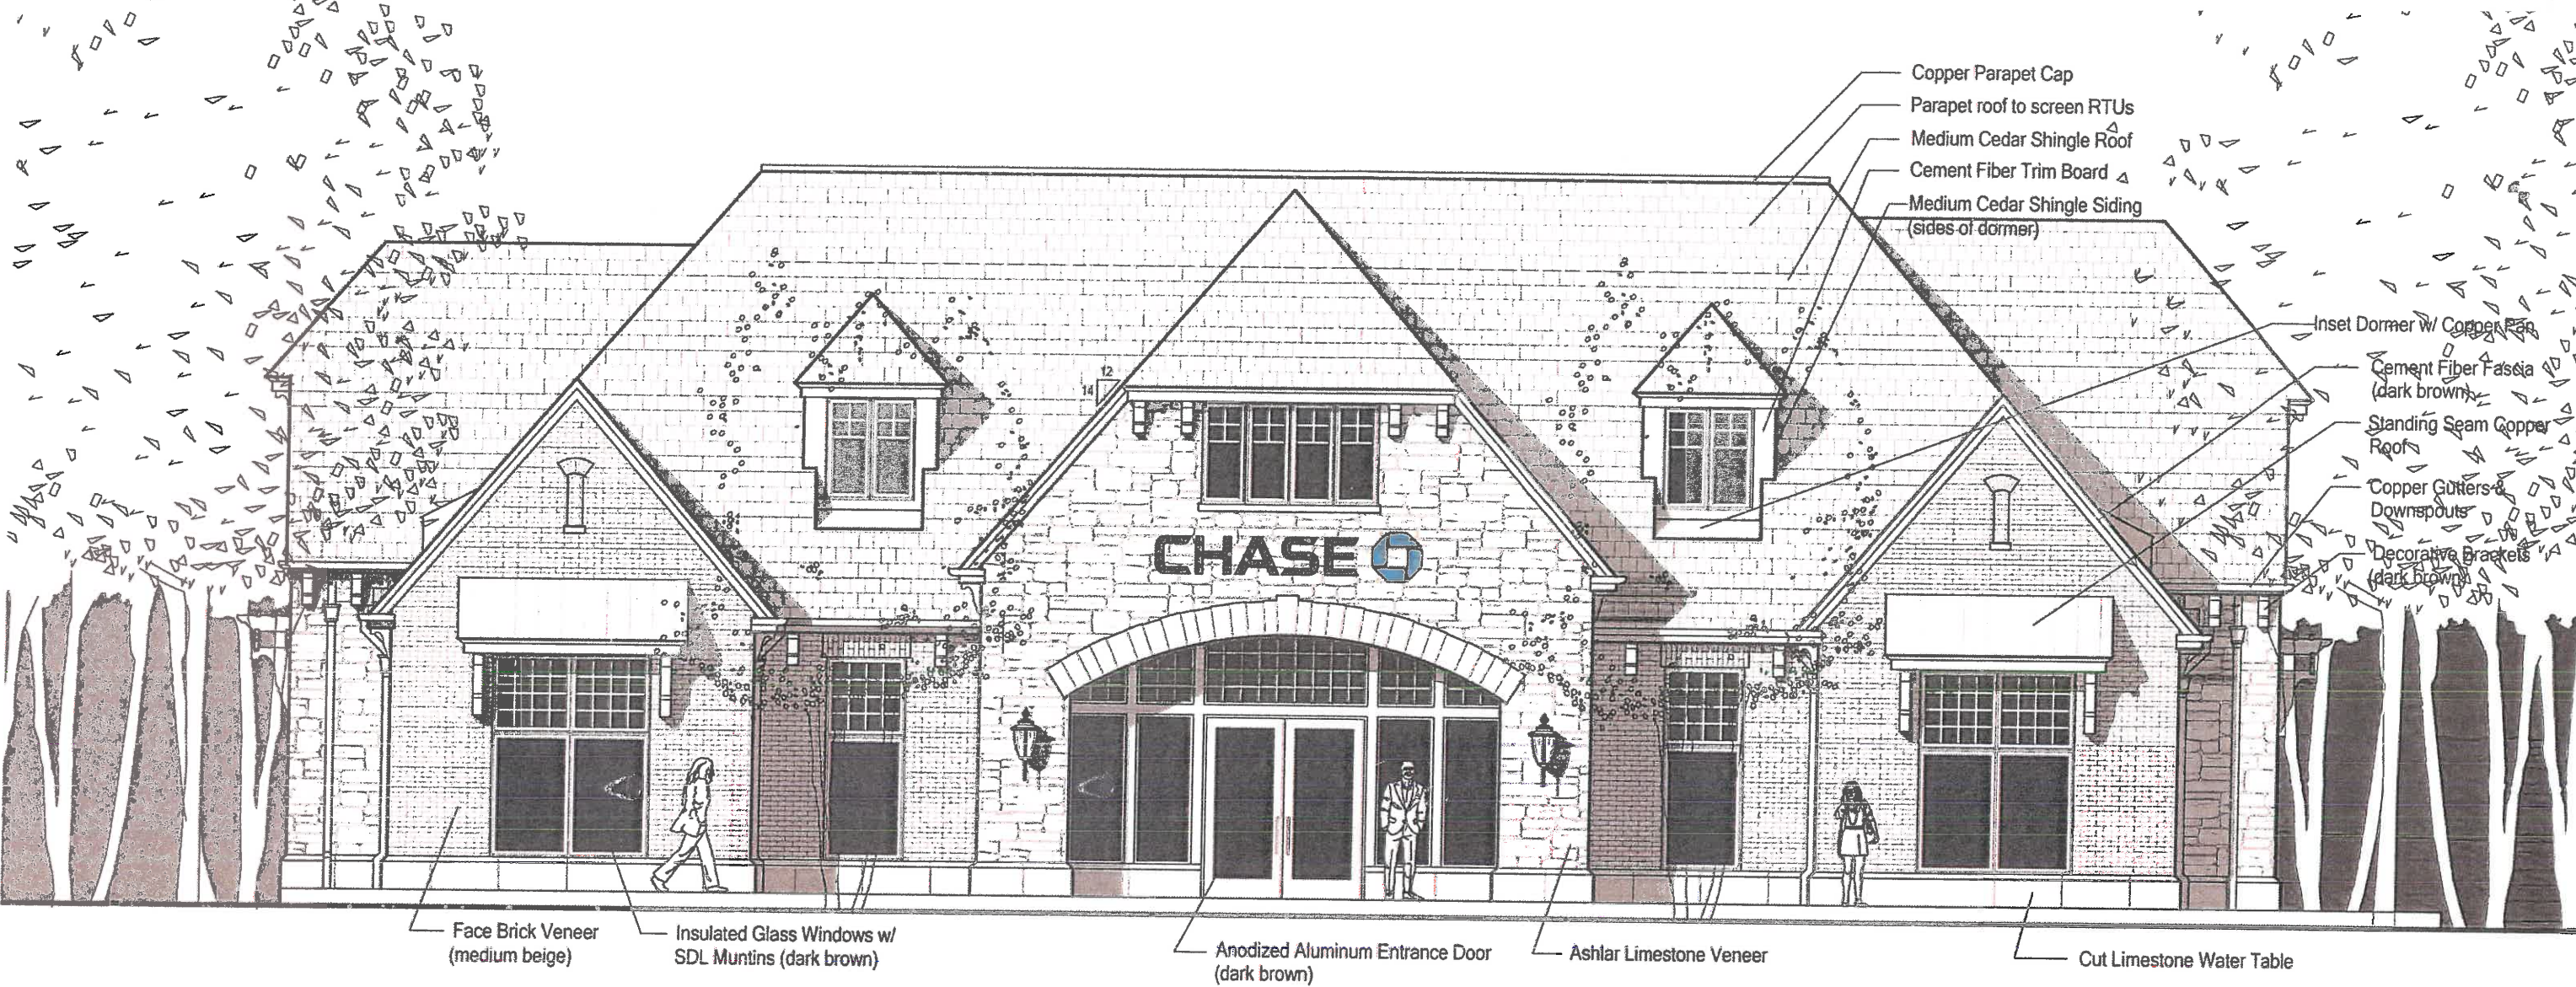 Copper Parapet Cap
Parapet roof to screen RTUs
Medium Cedar Shingle Roof
Cement Fiber Trim Board
Medium Cedar Shingle Siding
(sides of dormer)
Inset Dormer w/ Copper Pan
Cement Fiber Fascia
(dark brown)
Standing Seam Copper
Roof
Copper Gutters &
Downspouts
Decorative Brackets
(dark brown)
12
14
CHASE
Face Brick Veneer
(medium beige)
Insulated Glass Windows w/
SDL Muntins (dark brown)
Anodized Aluminum Entrance Door
(dark brown)
Ashlar Limestone Veneer
Cut Limestone Water Table